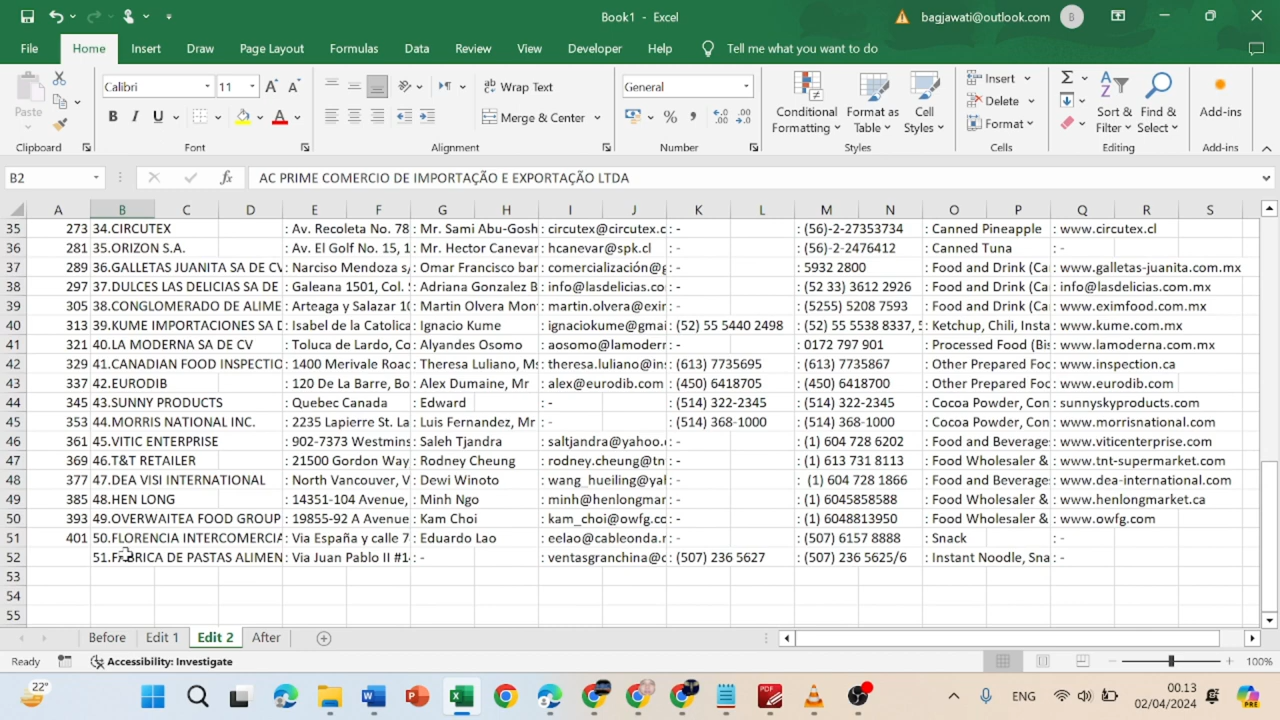 Book1 - Excel
bagjawati@outlook.com B
File Home Insert Draw Page Layout Formulas Data Review View Developer Help Tell me what you want to do
Paste
Clipboard
Calibri 11
Font
Wrap Text
Merge & Center
Alignment
General
Number
Conditional Formatting
Format as Table
Cell Styles
Styles
Insert
Delete
Format
Cells
Sort & Filter
Find & Select
Editing
Add-ins
Add-ins
B2 AC PRIME COMERCIO DE IMPORTAÇÃO E EXPORTAÇÃO LTDA
A B C D E F G H I J K L M N O P Q R S
35 273 34.CIRCUTEX : Av. Recoleta No. 78 : Mr. Sami Abu-Gosh : circutex@circutex.c : - : (56)-2-27353734 : Canned Pineapple : www.circutex.cl
36 281 35.ORIZON S.A. : Av. El Golf No. 15, 1 : Mr. Hector Canevar : hcanevar@spk.cl : - : (56)-2-2476412 : Canned Tuna : -
37 289 36.GALLETAS JUANITA SA DE CV : Narciso Mendoza s/ : Omar Francisco bar : comercialización@g : - : 5932 2800 : Food and Drink (Ca : www.galletas-juanita.com.mx
38 297 37.DULCES LAS DELICIAS SA DE : Galeana 1501, Col. S : Adriana Gonzalez B : info@lasdelicias.co : - : (52 33) 3612 2926 : Food and Drink (Ca : info@lasdelicias.com.mx
39 305 38.CONGLOMERADO DE ALIME : Arteaga y Salazar 10 : Martin Olvera Mon : martin.olvera@exin : - : (5255) 5208 7593 : Food and Drink (Ca : www.eximfood.com.mx
40 313 39.KUME IMPORTACIONES SA D : Isabel de la Catolica : Ignacio Kume : ignaciokume@gmai : (52) 55 5440 2498 : (52) 55 5538 8337, 5 : Ketchup, Chili, Insta : www.kume.com.mx
41 321 40.LA MODERNA SA DE CV : Toluca de Lardo, Co : Alyandes Osomo : aosomo@lamoder : - : 0172 797 901 : Processed Food (Bis : www.lamoderna.com.mx
42 329 41.CANADIAN FOOD INSPECTIO : 1400 Merivale Road : Theresa Luliano, Ms : theresa.luliano@in : (613) 7735695 : (613) 7735867 : Other Prepared Foo : www.inspection.ca
43 337 42.EURODIB : 120 De La Barre, Bo : Alex Dumaine, Mr : alex@eurodib.com : (450) 6418705 : (450) 6418700 : Other Prepared Foo : www.eurodib.com
44 345 43.SUNNY PRODUCTS : Quebec Canada : Edward : - : (514) 322-2345 : (514) 322-2345 : Cocoa Powder, Con : sunnyskyproducts.com
45 353 44.MORRIS NATIONAL INC. : 2235 Lapierre St. La : Luis Fernandez, Mr : - : (514) 368-1000 : (514) 368-1000 : Cocoa Powder, Con : www.morrisnational.com
46 361 45.VITIC ENTERPRISE : 902-7373 Westmins : Saleh Tjandra : saltjandra@yahoo. : - : (1) 604 728 6202 : Food and Beverage : www.viticenterprise.com
47 369 46.T&T RETAILER : 21500 Gordon Way : Rodney Cheung : rodney.cheung@tn : - : (1) 613 731 8113 : Food Wholesaler & : www.tnt-supermarket.com
48 377 47.DEA VISI INTERNATIONAL : North Vancouver, V : Dewi Winoto : wang_hueiling@yal : - : (1) 604 728 1866 : Food and Beverage : www.dea-international.com
49 385 48.HEN LONG : 14351-104 Avenue, : Minh Ngo : minh@henlongmar : - : (1) 6045858588 : Food Wholesaler & : www.henlongmarket.ca
50 393 49.OVERWAITEA FOOD GROUP : 19855-92 A Avenue : Kam Choi : kam_choi@owfg.co : - : (1) 6048813950 : Food Wholesaler & : www.owfg.com
51 401 50.FLORENCIA INTERCOMERCIA : Via España y calle 7 : Eduardo Lao : eelao@cableonda.n : - : (507) 6157 8888 : Snack : -
52 51.FABRICA DE PASTAS ALIMEN : Via Juan Pablo II #14 : - : ventasgranchina@c : (507) 236 5627 : (507) 236 5625/6 : Instant Noodle, Sna : -
53
54
55
Before Edit 1 Edit 2 After
Ready Accessibility: Investigate 100%
22° ENG 00.13
02/04/2024
PRE